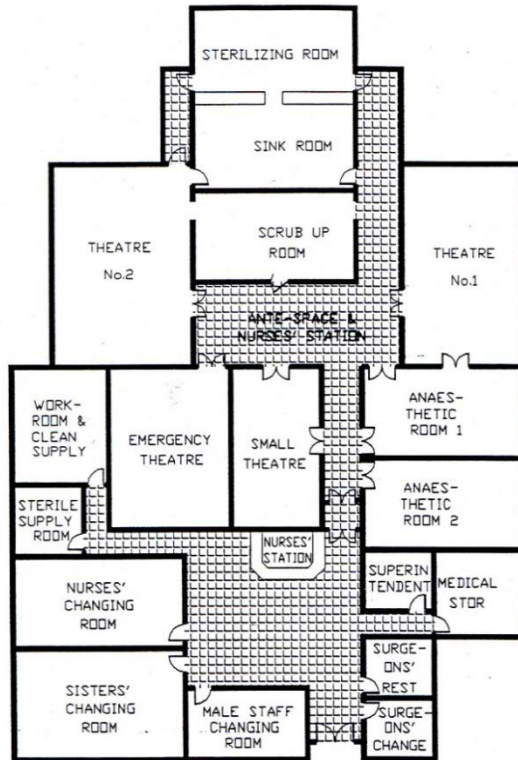 STERILIZING ROOM
SINK ROOM
SCRUB UP
ROOM
THEATRE
No.2
THEATRE
No.1
ANTE-SPACE &
NURSES' STATION
WORK-
ROOM &
CLEAN
SUPPLY
EMERGENCY
THEATRE
SMALL
THEATRE
ANAES-
THETIC
ROOM 1
ANAES-
THETIC
ROOM 2
STERILE
SUPPLY
ROOM
NURSES'
STATION
NURSES'
CHANGING
ROOM
SUPERIN
TENDENT
MEDICAL
STOR
SISTERS'
CHANGING
ROOM
MALE STAFF
CHANGING
ROOM
SURGE-
ONS'
REST
SURGE-
ONS'
CHANGE